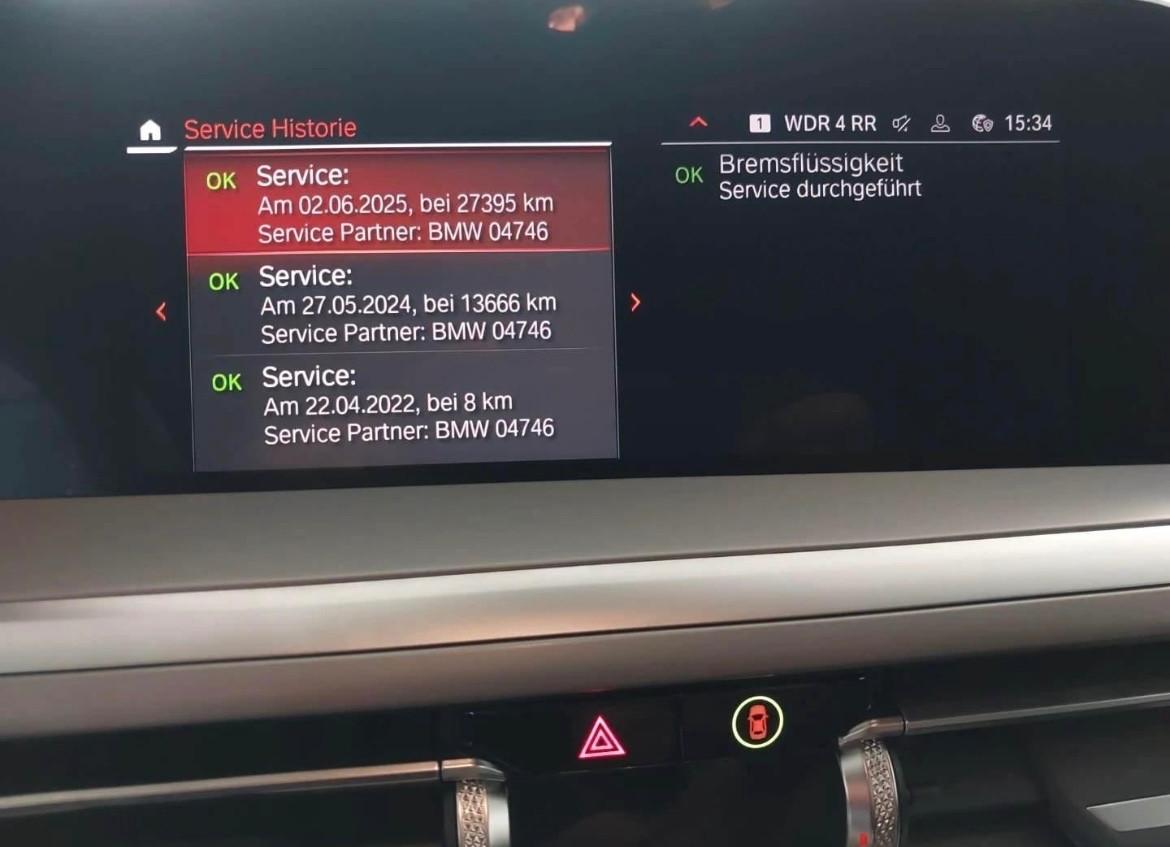 Service Historie
OK Service:
Am 02.06.2025, bei 27395 km
Service Partner: BMW 04746
OK Service:
Am 27.05.2024, bei 13666 km
Service Partner: BMW 04746
OK Service:
Am 22.04.2022, bei 8 km
Service Partner: BMW 04746
1 WDR 4 RR 15:34
OK Bremsflüssigkeit
Service durchgeführt